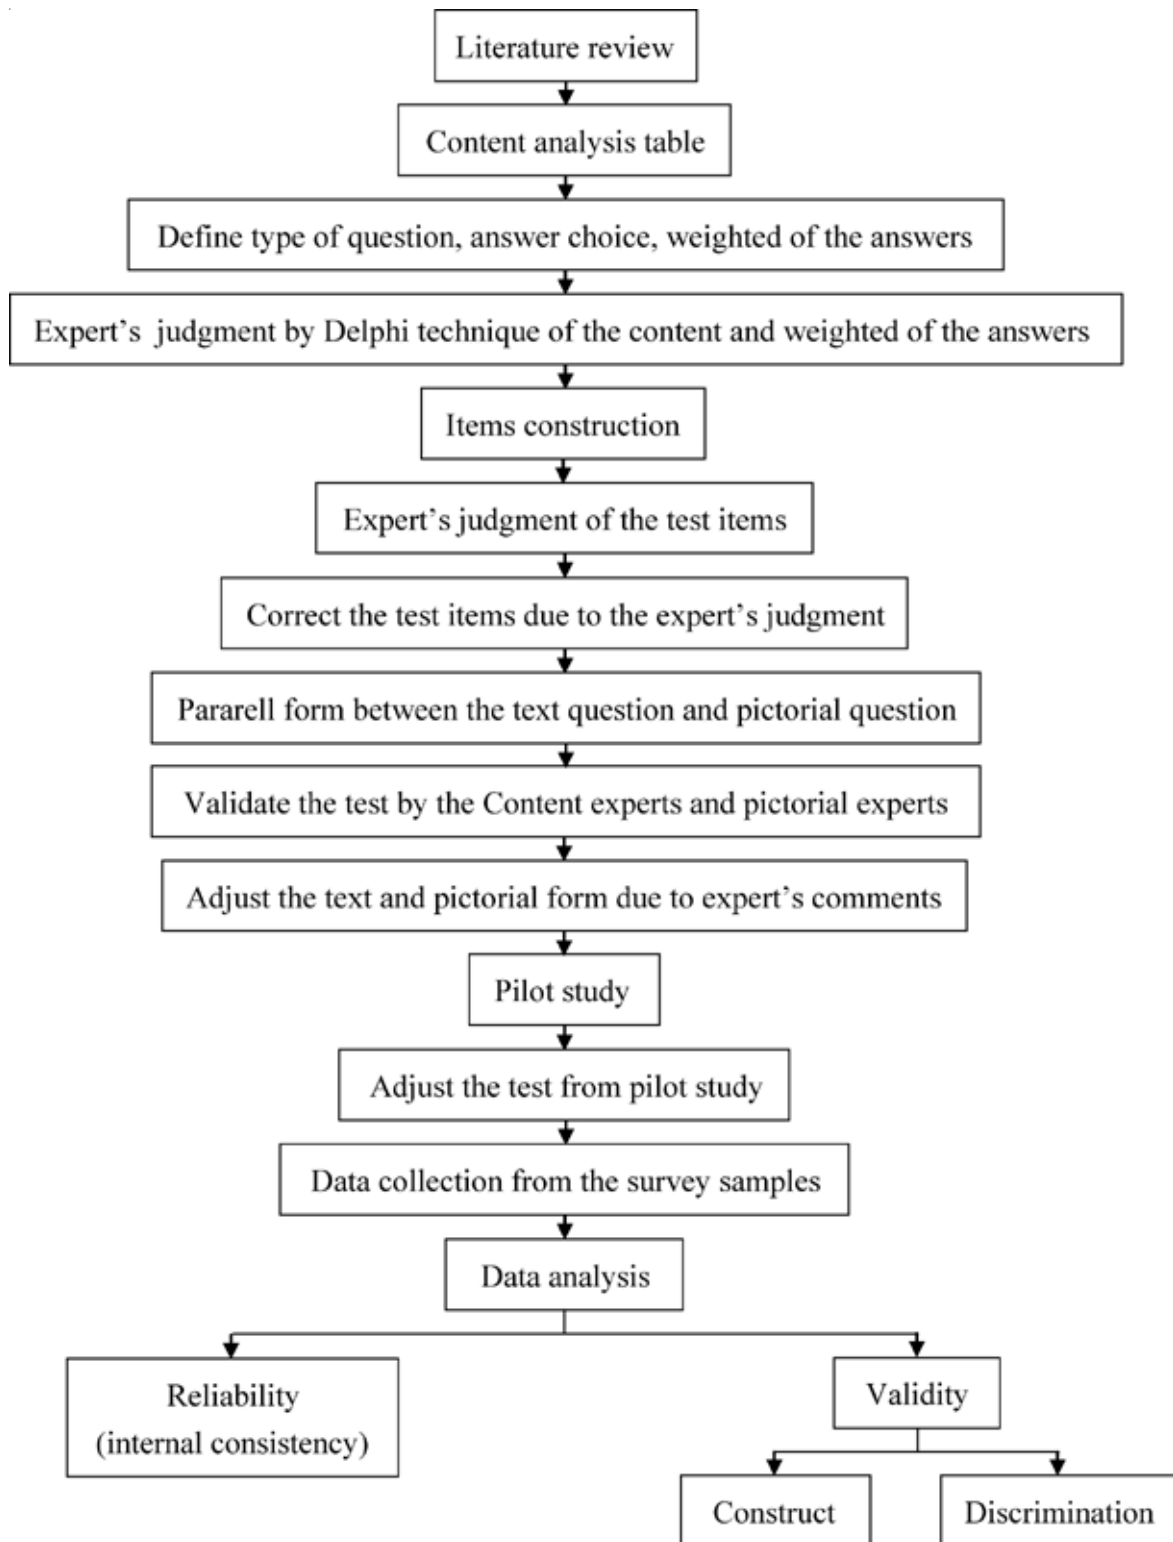 Literature review
Content analysis table
Define type of question, answer choice, weighted of the answers
Expert’s judgment by Delphi technique of the content and weighted of the answers
Items construction
Expert’s judgment of the test items
Correct the test items due to the expert’s judgment
Pararell form between the text question and pictorial question
Validate the test by the Content experts and pictorial experts
Adjust the text and pictorial form due to expert’s comments
Pilot study
Adjust the test from pilot study
Data collection from the survey samples
Data analysis
Reliability
(internal consistency)
Validity
Construct
Discrimination